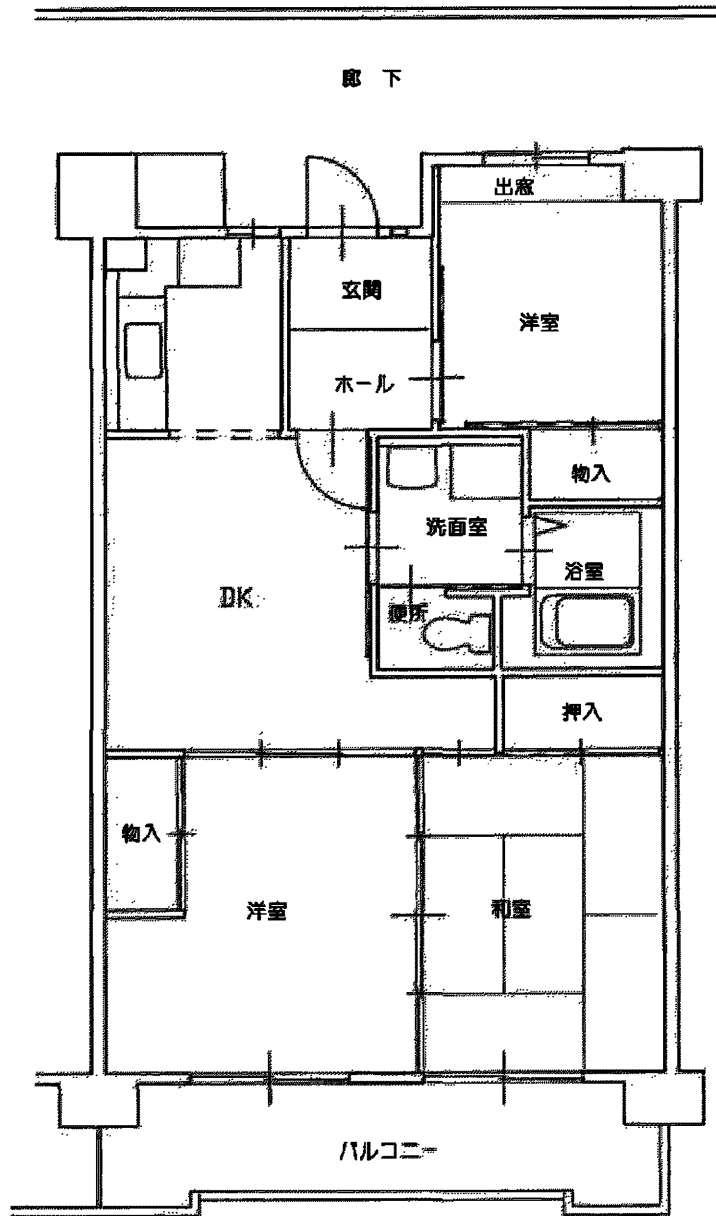 廊 下
出窓
玄関
洋室
ホール
物入
洗面室
浴室
DK
便所
押入
物入
洋室
和室
バルコニー